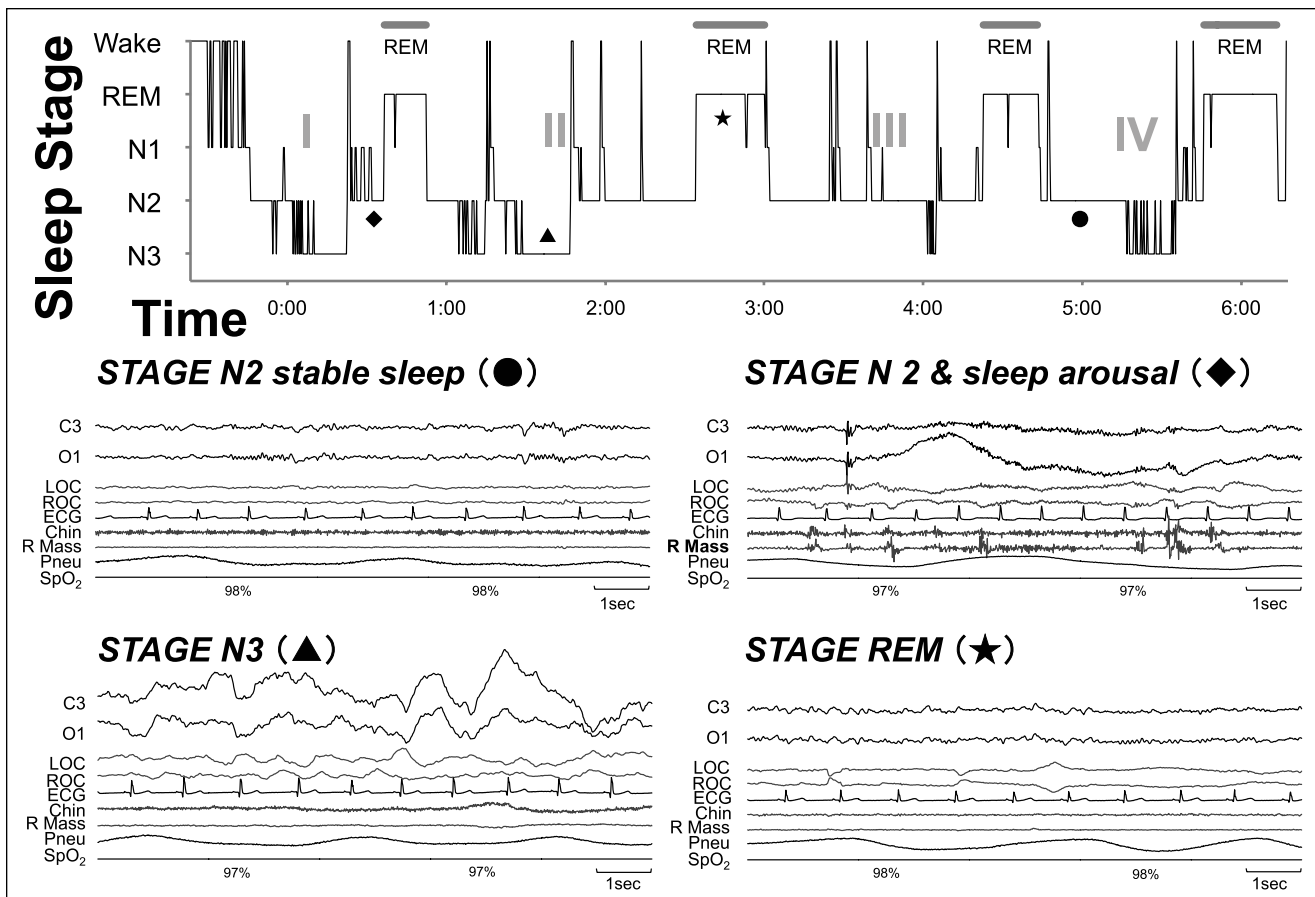 Sleep Stage
Wake
REM
N1
N2
N3
REM
REM
REM
REM
I
II
III
IV
Time
0:00
1:00
2:00
3:00
4:00
5:00
6:00
STAGE N2 stable sleep (●)
C3
O1
LOC
ROC
ECG
Chin
R Mass
Pneu
SpO₂
98%
98%
1sec
STAGE N 2 & sleep arousal (◆)
C3
O1
LOC
ROC
ECG
Chin
R Mass
Pneu
SpO₂
97%
97%
1sec
STAGE N3 (▲)
C3
O1
LOC
ROC
ECG
Chin
R Mass
Pneu
SpO₂
97%
97%
1sec
STAGE REM (★)
C3
O1
LOC
ROC
ECG
Chin
R Mass
Pneu
SpO₂
98%
98%
1sec